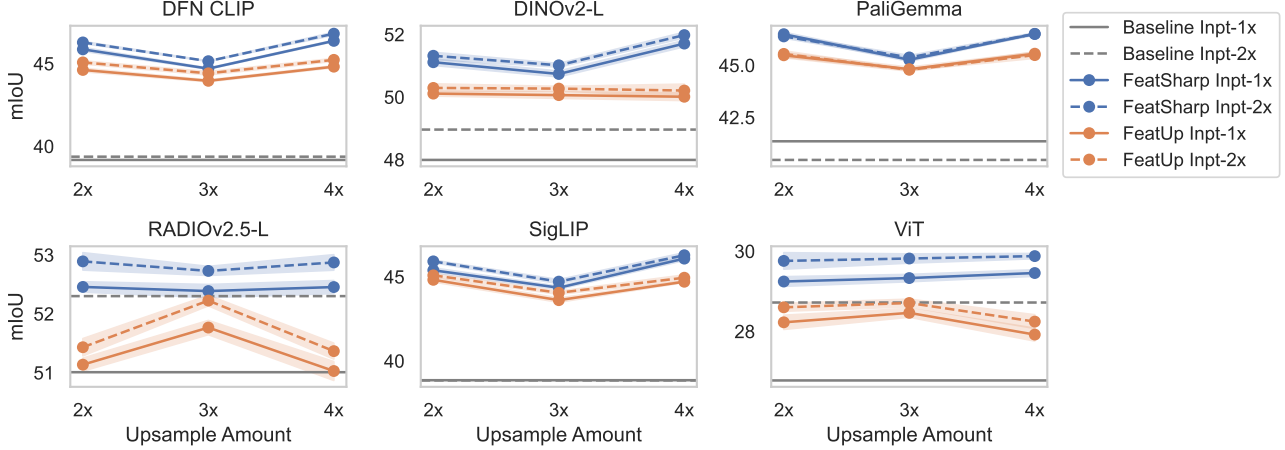 DFN CLIP
DINOv2-L
PaliGemma
Baseline Inpt-1x
Baseline Inpt-2x
FeatSharp Inpt-1x
FeatSharp Inpt-2x
FeatUp Inpt-1x
FeatUp Inpt-2x
mIoU
45
40
2x 3x 4x
52
50
48
2x 3x 4x
45.0
42.5
2x 3x 4x
RADIOv2.5-L
SigLIP
ViT
mIoU
53
52
51
2x 3x 4x
Upsample Amount
45
40
2x 3x 4x
Upsample Amount
30
28
2x 3x 4x
Upsample Amount